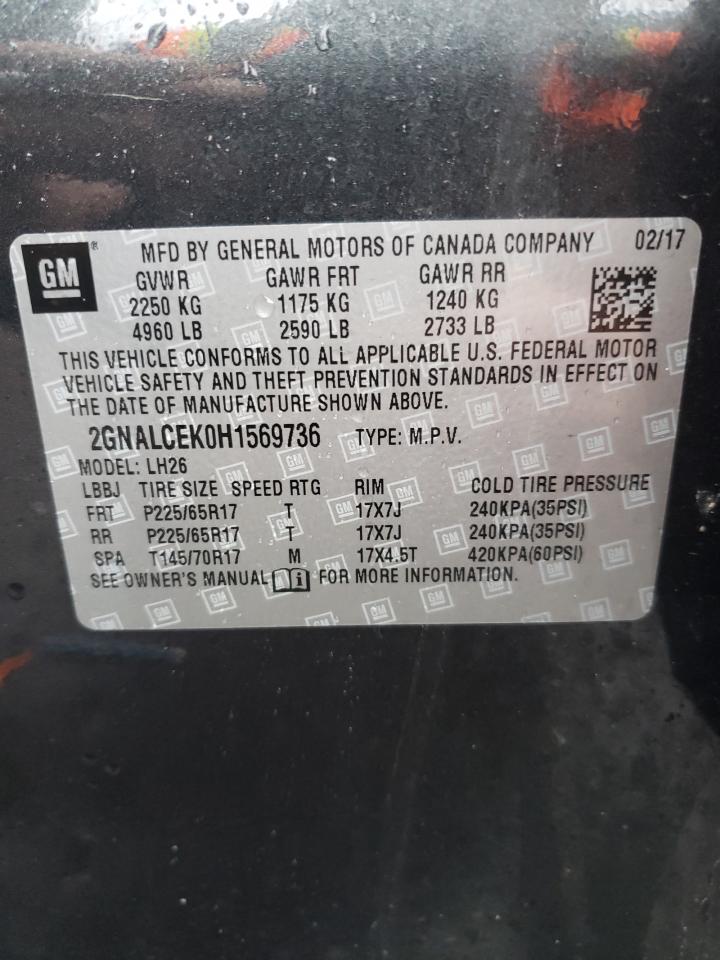 GM ® MFD BY GENERAL MOTORS OF CANADA COMPANY 02/17
GVWR GAWR FRT GAWR RR
2250 KG 1175 KG 1240 KG
4960 LB 2590 LB 2733 LB
THIS VEHICLE CONFORMS TO ALL APPLICABLE U.S. FEDERAL MOTOR
VEHICLE SAFETY AND THEFT PREVENTION STANDARDS IN EFFECT ON
THE DATE OF MANUFACTURE SHOWN ABOVE.
2GNALCEK0H1569736 TYPE: M.P.V.
MODEL: LH26
LBBJ TIRE SIZE SPEED RTG RIM COLD TIRE PRESSURE
FRT P225/65R17 T 17X7J 240KPA(35PSI)
RR P225/65R17 T 17X7J 240KPA(35PSI)
SPA T145/70R17 M 17X4.5T 420KPA(60PSI)
SEE OWNER'S MANUAL i FOR MORE INFORMATION.